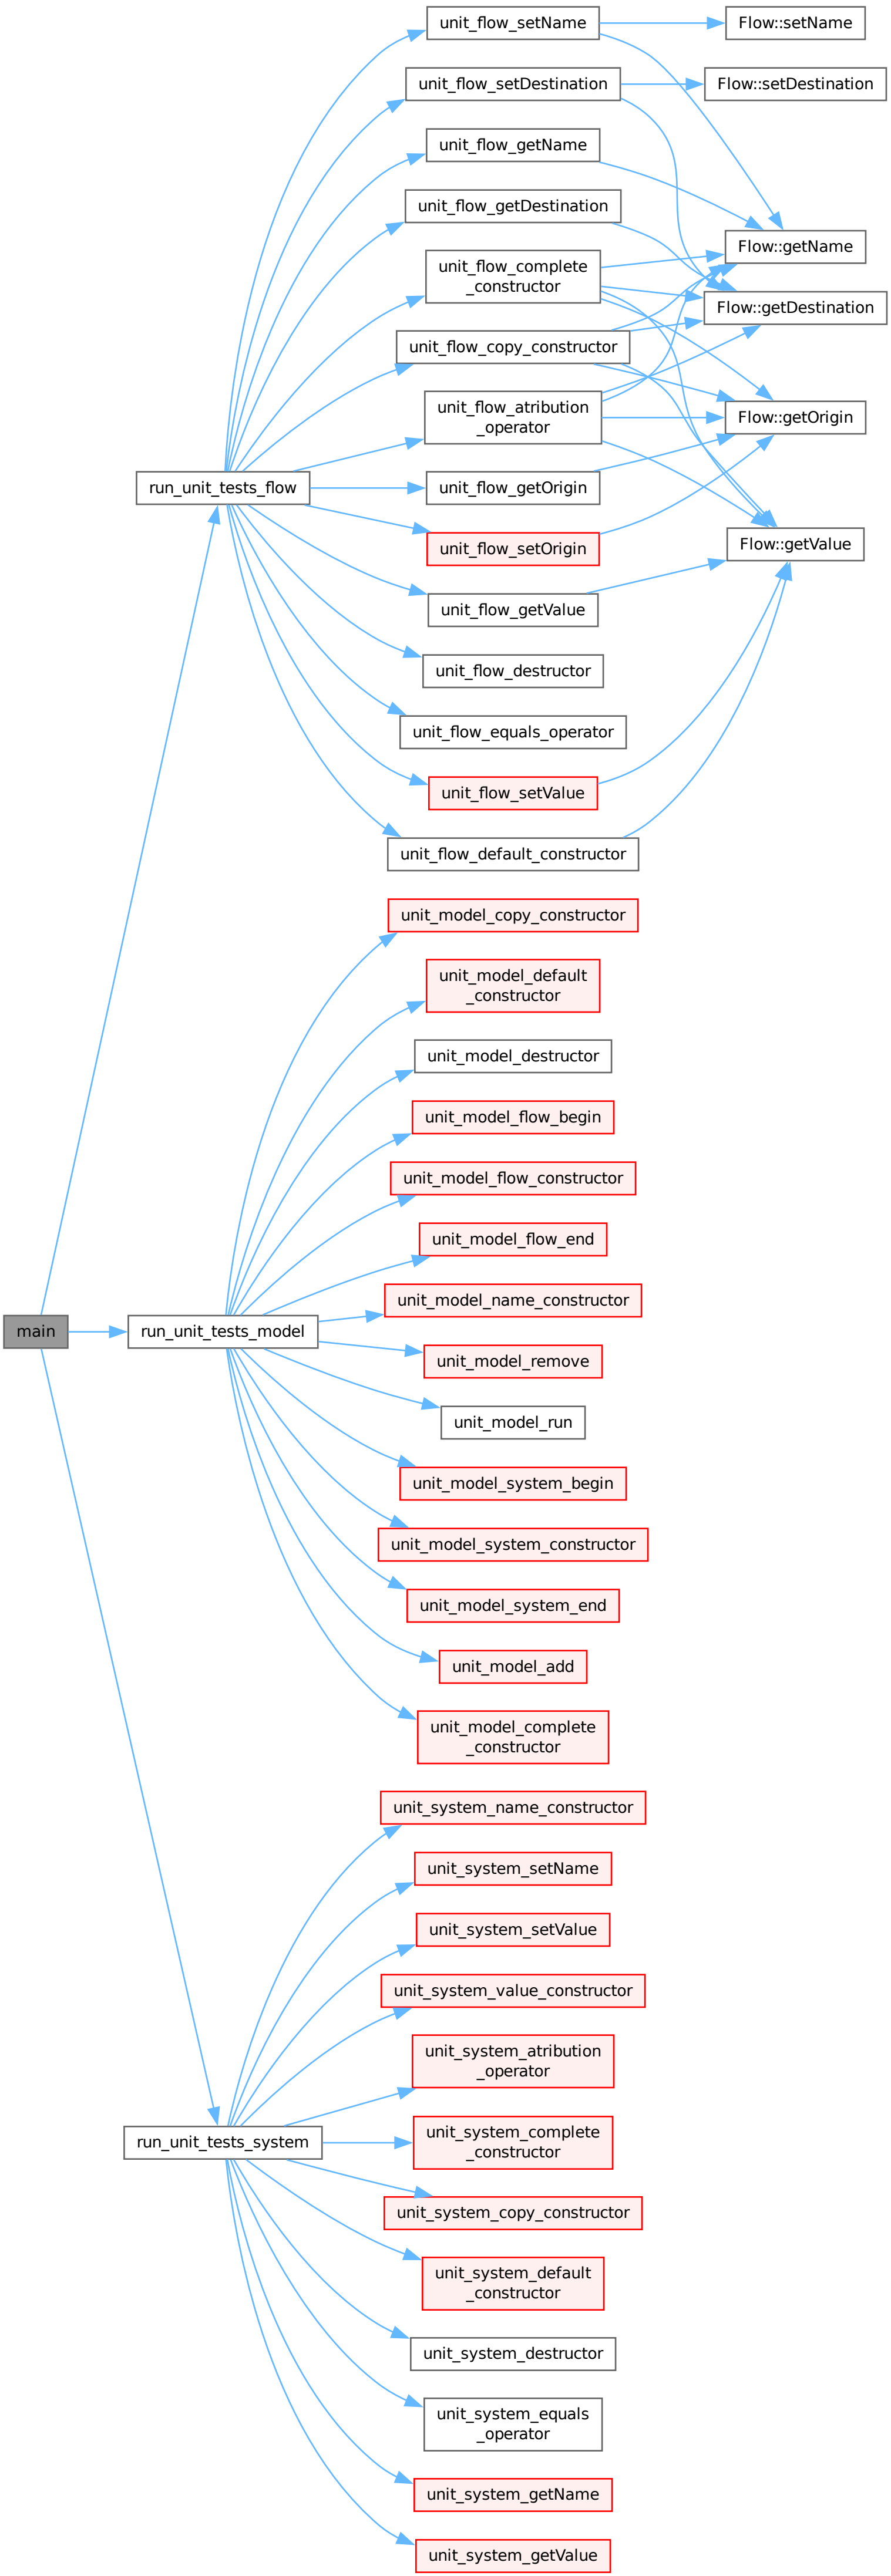 main
run_unit_tests_flow
run_unit_tests_model
run_unit_tests_system
unit_flow_setName
unit_flow_setDestination
unit_flow_getName
unit_flow_getDestination
unit_flow_complete
_constructor
unit_flow_copy_constructor
unit_flow_atribution
_operator
unit_flow_getOrigin
unit_flow_setOrigin
unit_flow_getValue
unit_flow_destructor
unit_flow_equals_operator
unit_flow_setValue
unit_flow_default_constructor
Flow::setName
Flow::setDestination
Flow::getName
Flow::getDestination
Flow::getOrigin
Flow::getValue
unit_model_copy_constructor
unit_model_default
_constructor
unit_model_destructor
unit_model_flow_begin
unit_model_flow_constructor
unit_model_flow_end
unit_model_name_constructor
unit_model_remove
unit_model_run
unit_model_system_begin
unit_model_system_constructor
unit_model_system_end
unit_model_add
unit_model_complete
_constructor
unit_system_name_constructor
unit_system_setName
unit_system_setValue
unit_system_value_constructor
unit_system_atribution
_operator
unit_system_complete
_constructor
unit_system_copy_constructor
unit_system_default
_constructor
unit_system_destructor
unit_system_equals
_operator
unit_system_getName
unit_system_getValue